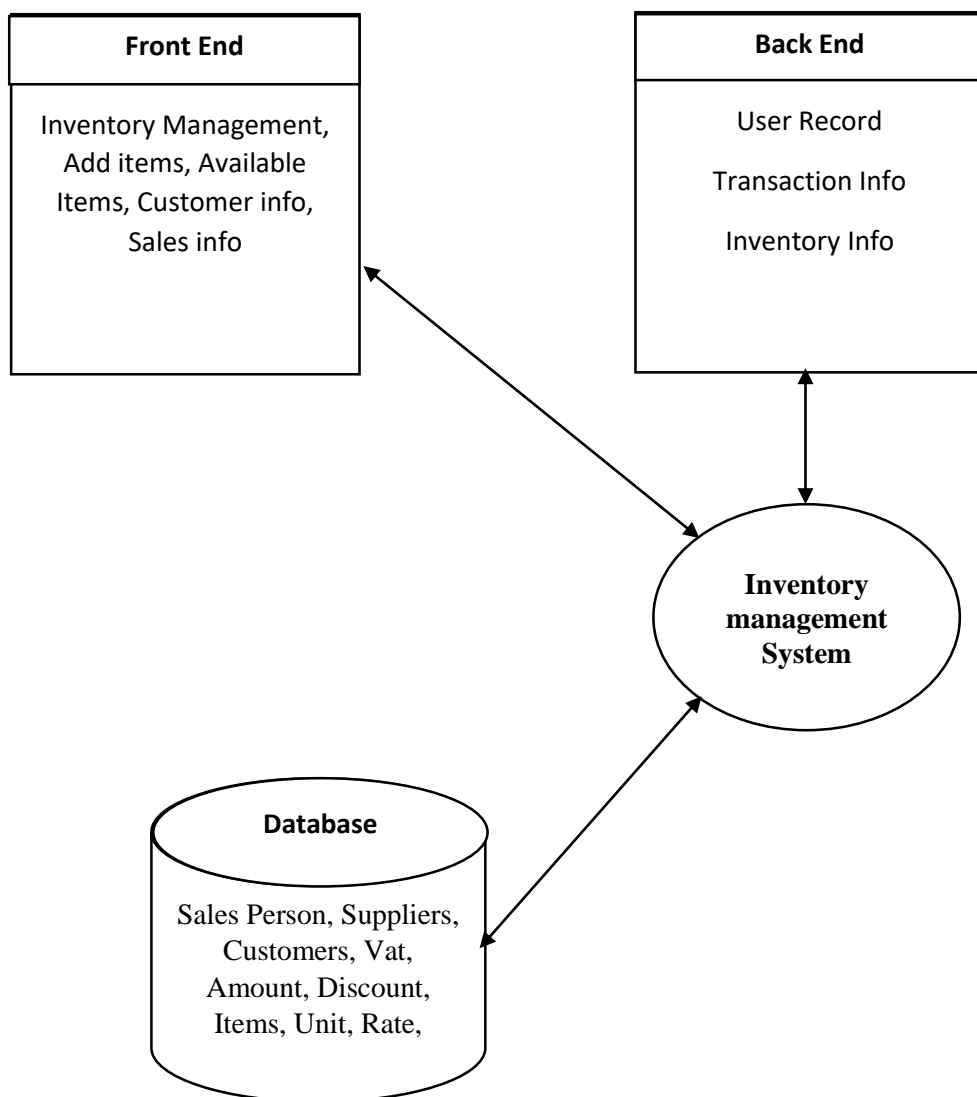 Front End
Inventory Management,
Add items, Available
Items, Customer info,
Sales info
Back End
User Record
Transaction Info
Inventory Info
Inventory
management
System
Database
Sales Person, Suppliers,
Customers, Vat,
Amount, Discount,
Items, Unit, Rate,